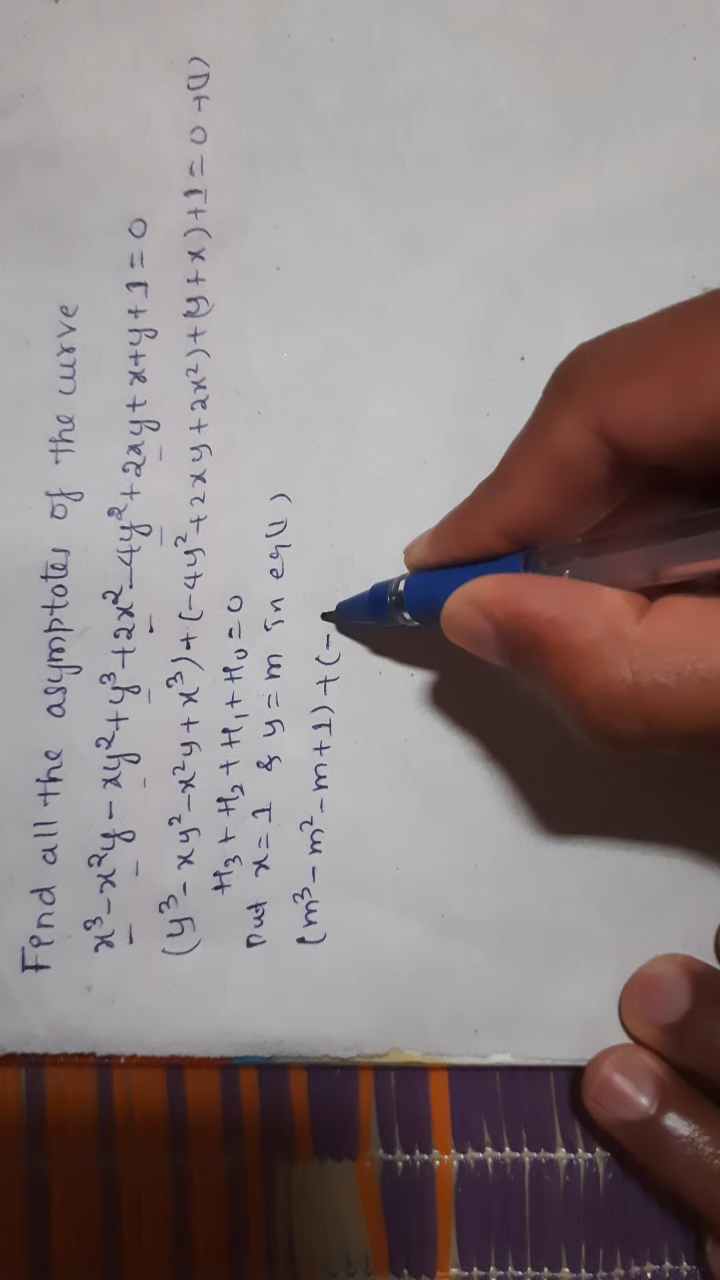 Find all the asymptotes of the curve
x³-x²y-xy²+y³+2x²-4y²+2xy+x+y+1=0
(y³-xy²-x²y+x³)+(-4y²+2xy+2x²)+(y+x)+1=0→(1)
H₃+H₂+H₁+H₀=0
Put x=1 & y=m in eq(1)
(m³-m²-m+1)+(-